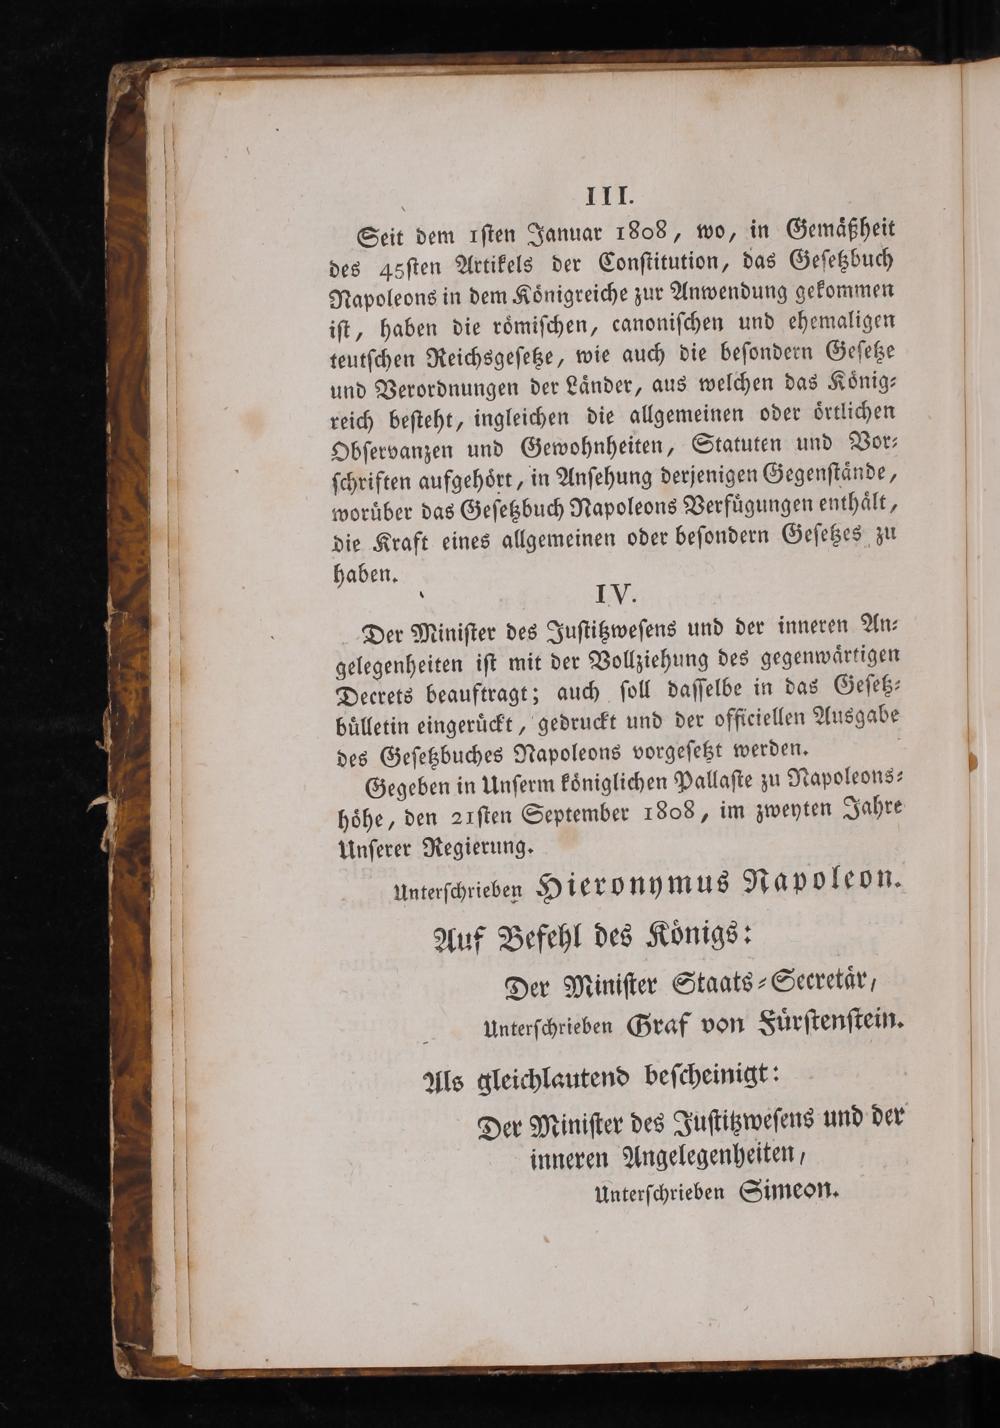 III.
Seit dem 1ſten Januar 1808, wo, in Gemäßheit
des 45ſten Artikels der Conſtitution, das Geſetzbuch
Napoleons in dem Königreiche zur Anwendung gekommen
iſt, haben die römiſchen, canoniſchen und ehemaligen
teutſchen Reichsgeſetze, wie auch die beſondern Geſetze
und Verordnungen der Länder, aus welchen das König⸗
reich beſteht, ingleichen die allgemeinen oder örtlichen
Obſervanzen und Gewohnheiten, Statuten und Vor⸗
ſchriften aufgehört, in Anſehung derjenigen Gegenſtände,
worüber das Geſetzbuch Napoleons Verfügungen enthält,
die Kraft eines allgemeinen oder beſondern Geſetzes zu
haben.
IV.
Der Miniſter des Juſtitzweſens und der inneren An⸗
gelegenheiten iſt mit der Vollziehung des gegenwärtigen
Decrets beauftragt; auch ſoll daſſelbe in das Geſetz⸗
bülletin eingerückt, gedruckt und der officiellen Ausgabe
des Geſetzbuches Napoleons vorgeſetzt werden.
Gegeben in Unſerm königlichen Pallaſte zu Napoleons⸗
höhe, den 21ſten September 1808, im zweyten Jahre
Unſerer Regierung.
Unterſchrieben Hieronymus Napoleon.
Auf Befehl des Königs:
Der Miniſter Staats⸗Secretär,
Unterſchrieben Graf von Fürſtenſtein.
Als gleichlautend beſcheinigt:
Der Miniſter des Juſtitzweſens und der
inneren Angelegenheiten,
Unterſchrieben Simeon.